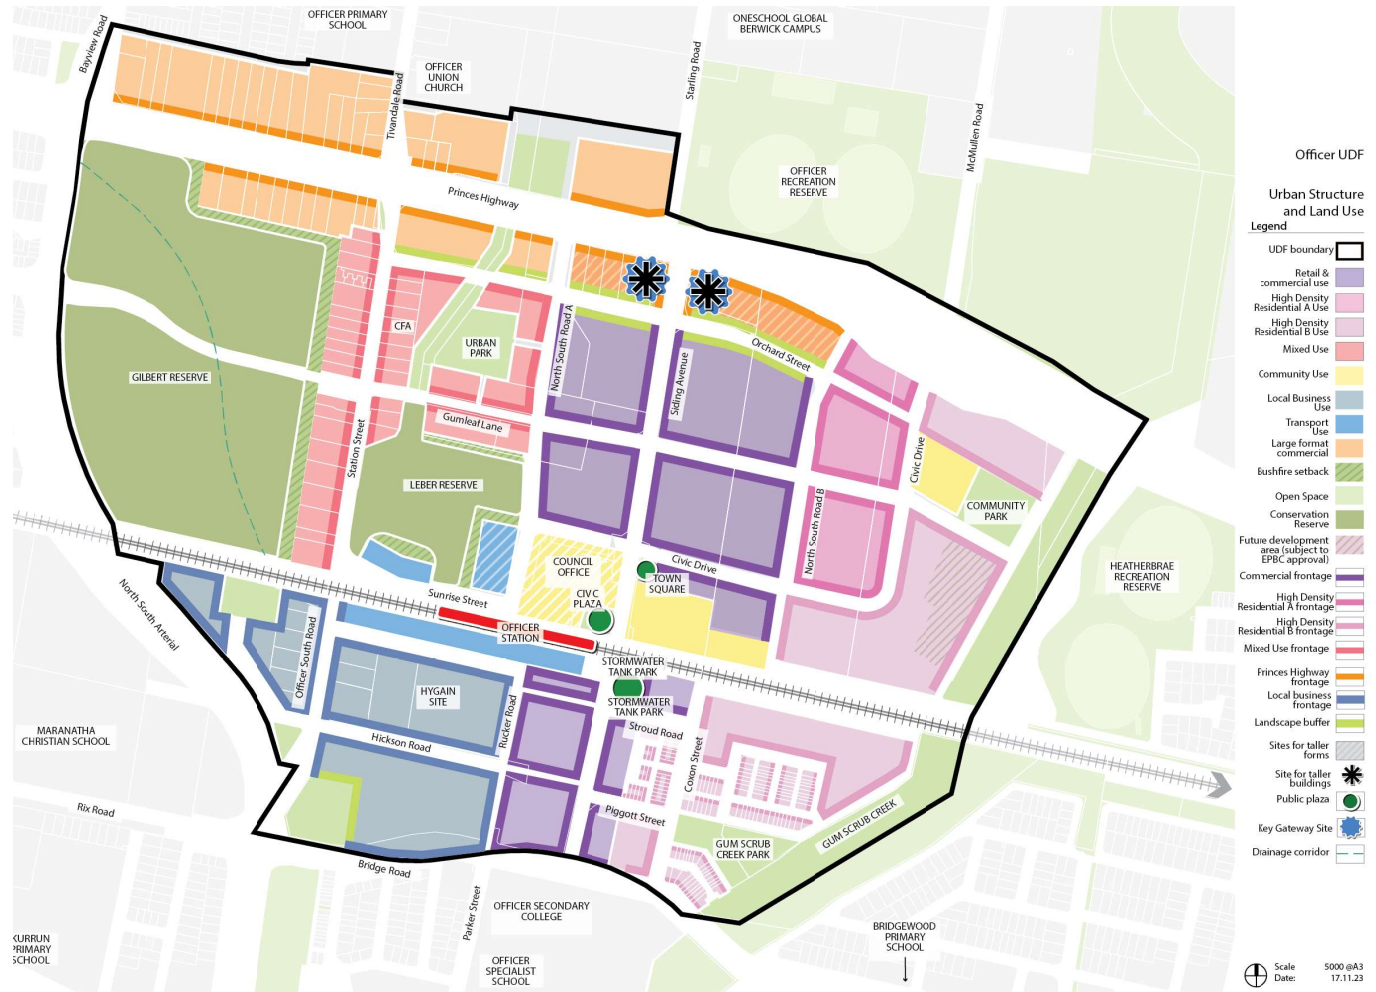 OFFICER PRIMARY
SCHOOL
ONESCHOOL GLOBAL
BERWICK CAMPUS
Bayview Road
Tivandale Road
OFFICER
UNION
CHURCH
Starling Road
McMullen Road
OFFICER
RECREATION
RESERVE
Princes Highway
CFA
URBAN
PARK
North South Road A
Siding Avenue
Orchard Street
GILBERT RESERVE
Gumleaf Lane
Station Street
LEBER RESERVE
Civic Drive
North South Road B
COMMUNITY
PARK
HEATHERBRAE
RECREATION
RESERVE
COUNCIL
OFFICE
Civic Drive
TOWN
SQUARE
CIVC
PLAZA
Sunrise Street
OFFICER
STATION
North South Arterial
Officer South Road
STORMWATER
TANK PARK
STORMWATER
TANK PARK
HYGAIN
SITE
Rucker Road
Stroud Road
Coxon Street
Hickson Road
MARANATHA
CHRISTIAN SCHOOL
Rix Road
Piggott Street
GUM SCRUB
CREEK PARK
GUM SCRUB CREEK
Bridge Road
Parker Street
OFFICER SECONDARY
COLLEGE
OFFICER
SPECIALIST
SCHOOL
BRIDGEWOOD
PRIMARY
SCHOOL
KURRUN
PRIMARY
SCHOOL
Officer UDF
Urban Structure
and Land Use
Legend
UDF boundary
Retail &
commercial use
High Density
Residential A Use
High Density
Residential B Use
Mixed Use
Community Use
Local Business
Use
Transport
Use
Large format
commercial
Bushfire setback
Open Space
Conservation
Reserve
Future development
area (subject to
EPBC approval)
Commercial frontage
High Density
Residential A frontage
High Density
Residential B frontage
Mixed Use frontage
Princes Highway
frontage
Local business
frontage
Landscape buffer
Sites for taller
forms
Site for taller
buildings
Public plaza
Key Gateway Site
Drainage corridor
Scale 5000 @A3
Date: 17.11.23